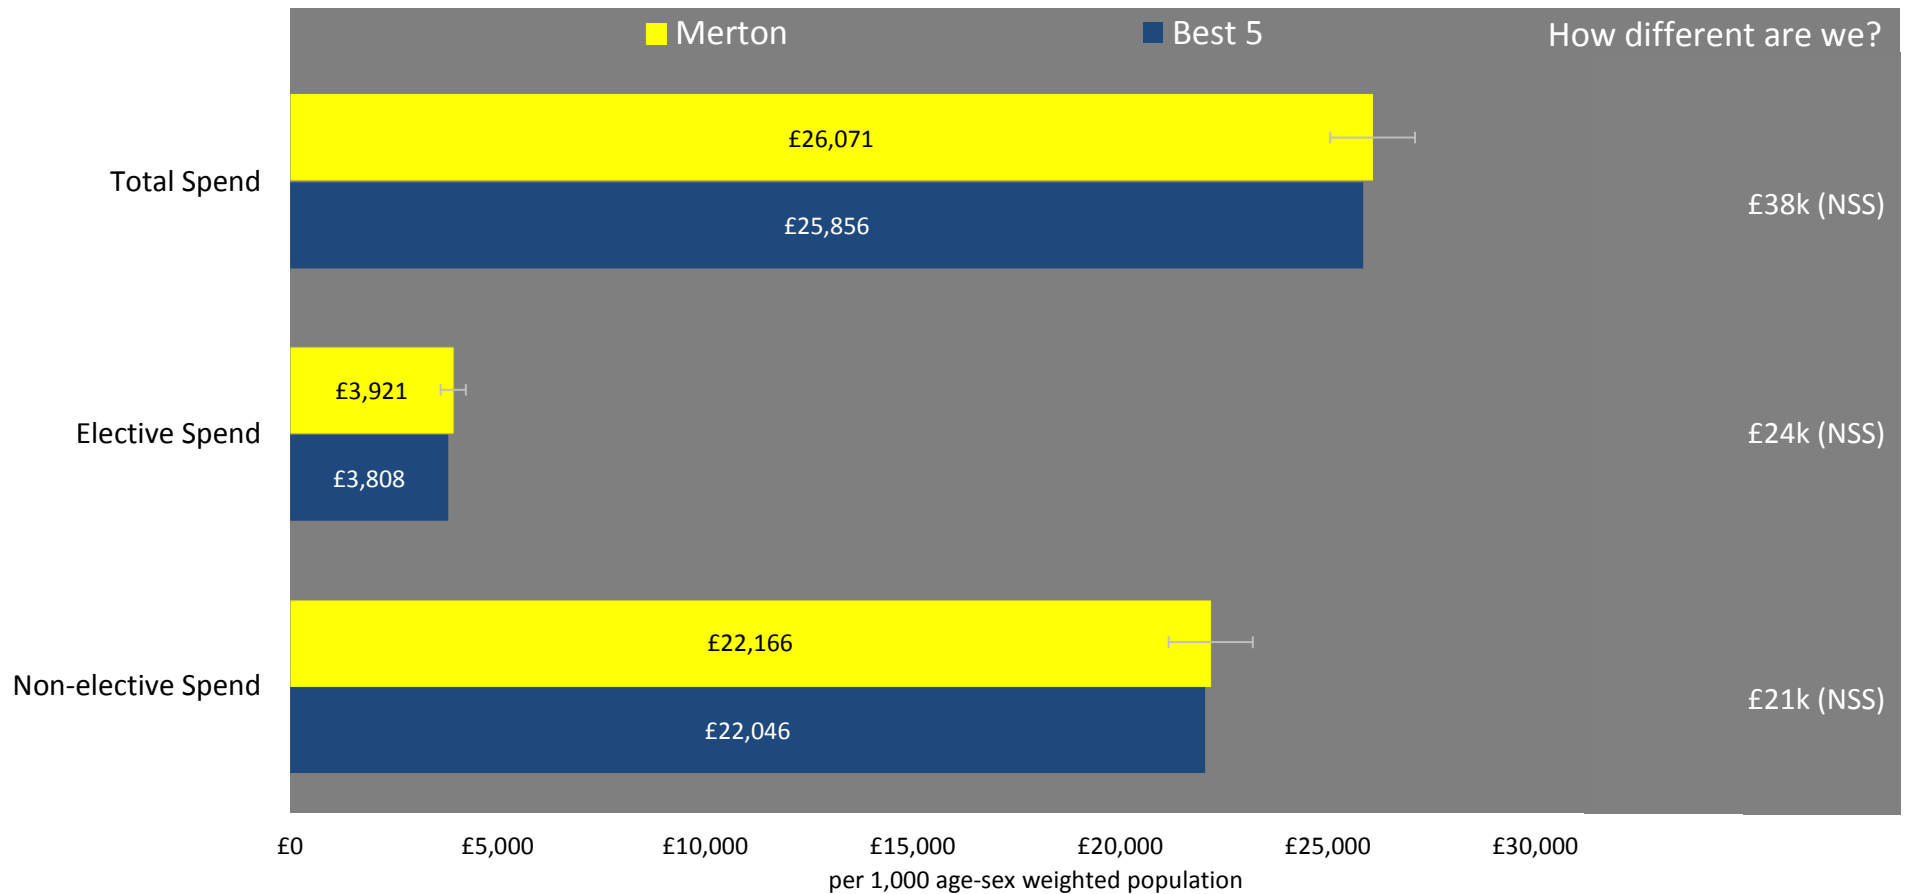 Merton
Best 5
How different are we?
Total Spend
£26,071
£25,856
£38k (NSS)
Elective Spend
£3,921
£3,808
£24k (NSS)
Non-elective Spend
£22,166
£22,046
£21k (NSS)
£0 £5,000 £10,000 £15,000 £20,000 £25,000 £30,000
per 1,000 age-sex weighted population